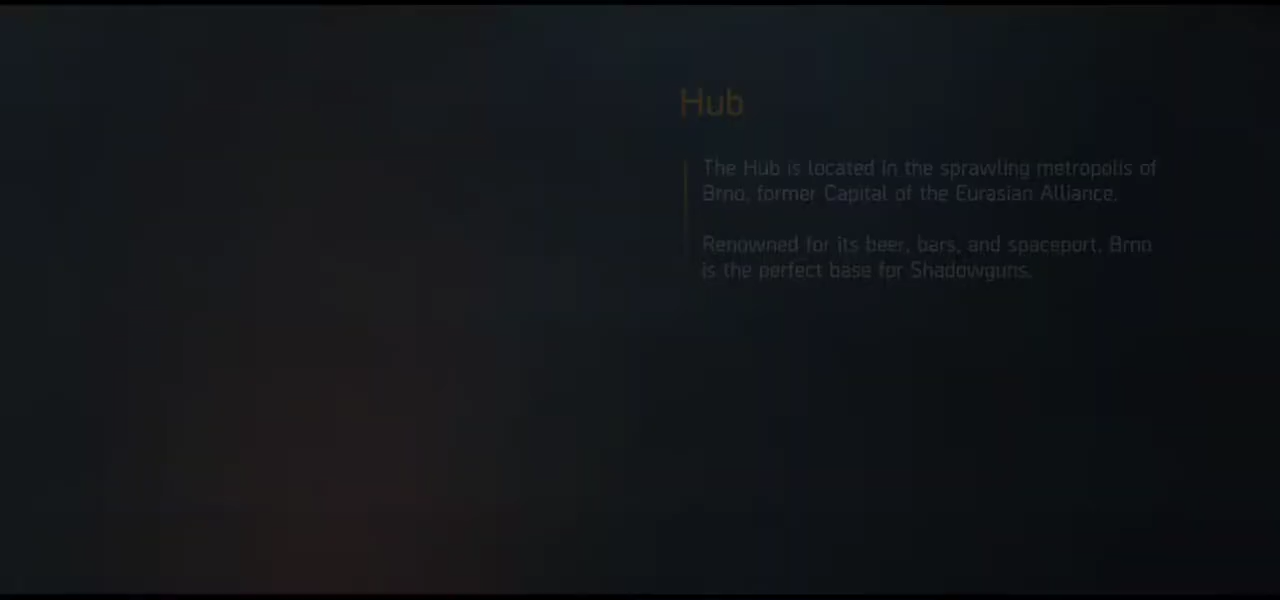 Hub
The Hub is located in the sprawling metropolis of
Brno, former Capital of the Eurasian Alliance.
Renowned for its beer, bars, and spaceport, Brno
is the perfect base for Shadowguns.